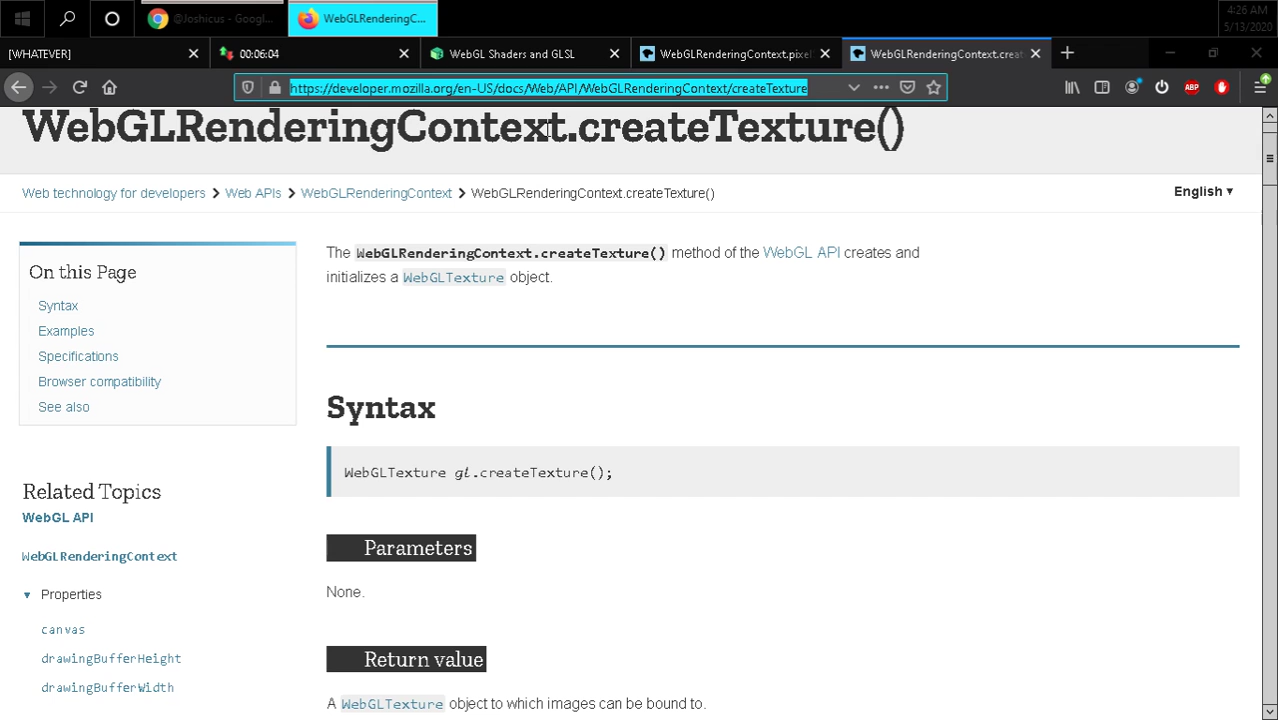 @Joshicus - Googl...
WebGLRenderingC...
4:26 AM
5/13/2020
[WHATEVER]
00:06:04
WebGL Shaders and GLSL
WebGLRenderingContext.pixel
WebGLRenderingContext.creat
https://developer.mozilla.org/en-US/docs/Web/API/WebGLRenderingContext/createTexture
ABP
WebGLRenderingContext.createTexture()
Web technology for developers > Web APIs > WebGLRenderingContext > WebGLRenderingContext.createTexture()
English ▼
The WebGLRenderingContext.createTexture() method of the WebGL API creates and
initializes a WebGLTexture object.
On this Page
Syntax
Examples
Specifications
Browser compatibility
See also
Syntax
WebGLTexture gl.createTexture();
Related Topics
WebGL API
WebGLRenderingContext
Properties
canvas
drawingBufferHeight
drawingBufferWidth
Parameters
None.
Return value
A WebGLTexture object to which images can be bound to.